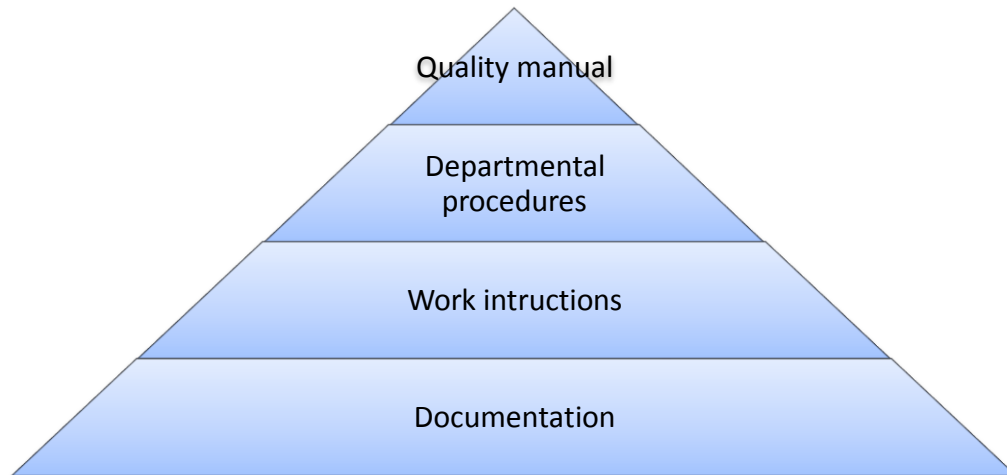 Quality manual
Departmental
procedures
Work intructions
Documentation